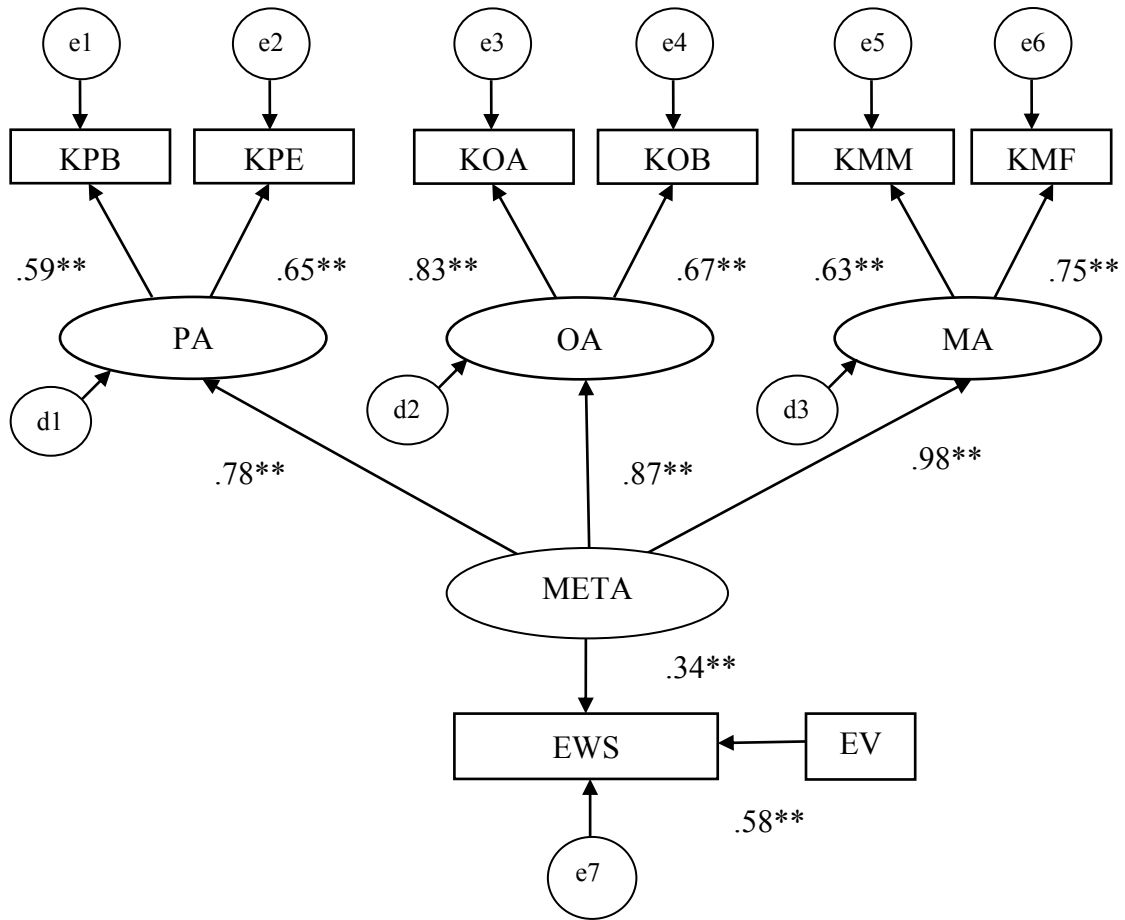 e1
e2
e3
e4
e5
e6
KPB
KPE
KOA
KOB
KMM
KMF
.59**
.65**
.83**
.67**
.63**
.75**
PA
OA
MA
d1
d2
d3
.78**
.87**
.98**
META
.34**
EWS
EV
.58**
e7